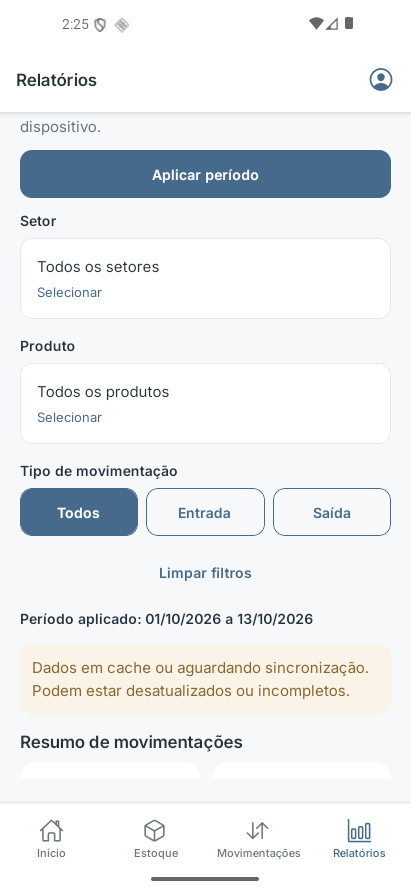 2:25
Relatórios
dispositivo.
Aplicar período
Setor
Todos os setores
Selecionar
Produto
Todos os produtos
Selecionar
Tipo de movimentação
Todos
Entrada
Saída
Limpar filtros
Período aplicado: 01/10/2026 a 13/10/2026
Dados em cache ou aguardando sincronização.
Podem estar desatualizados ou incompletos.
Resumo de movimentações
Início
Estoque
Movimentações
Relatórios